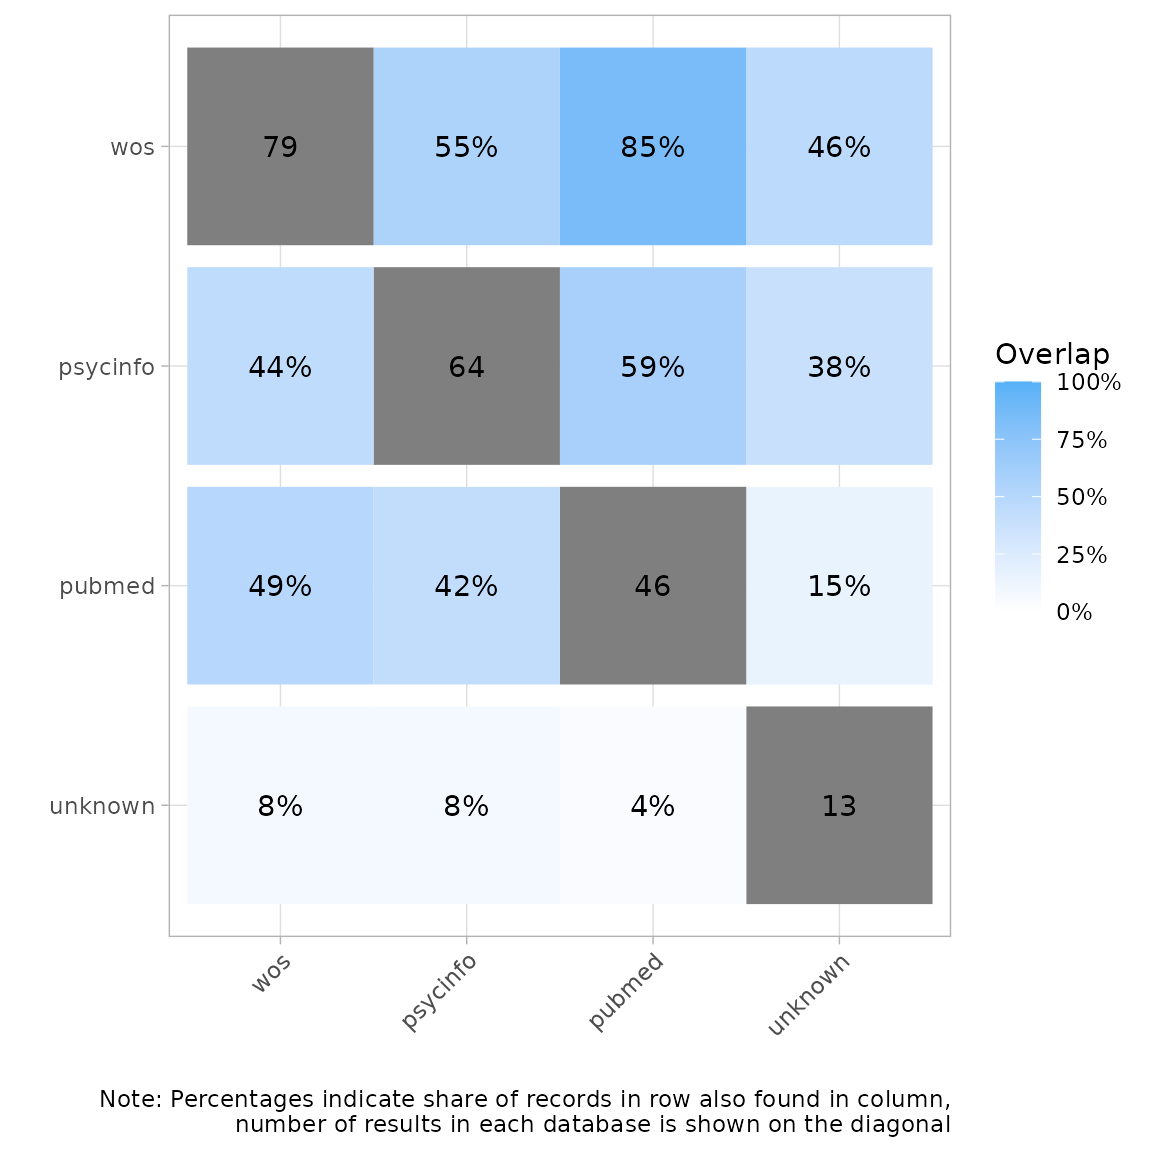 wos
79
55%
85%
46%
psycinfo
44%
64
59%
38%
pubmed
49%
42%
46
15%
unknown
8%
8%
4%
13
wos
psycinfo
pubmed
unknown
Overlap
100%
75%
50%
25%
0%
Note: Percentages indicate share of records in row also found in column,
number of results in each database is shown on the diagonal